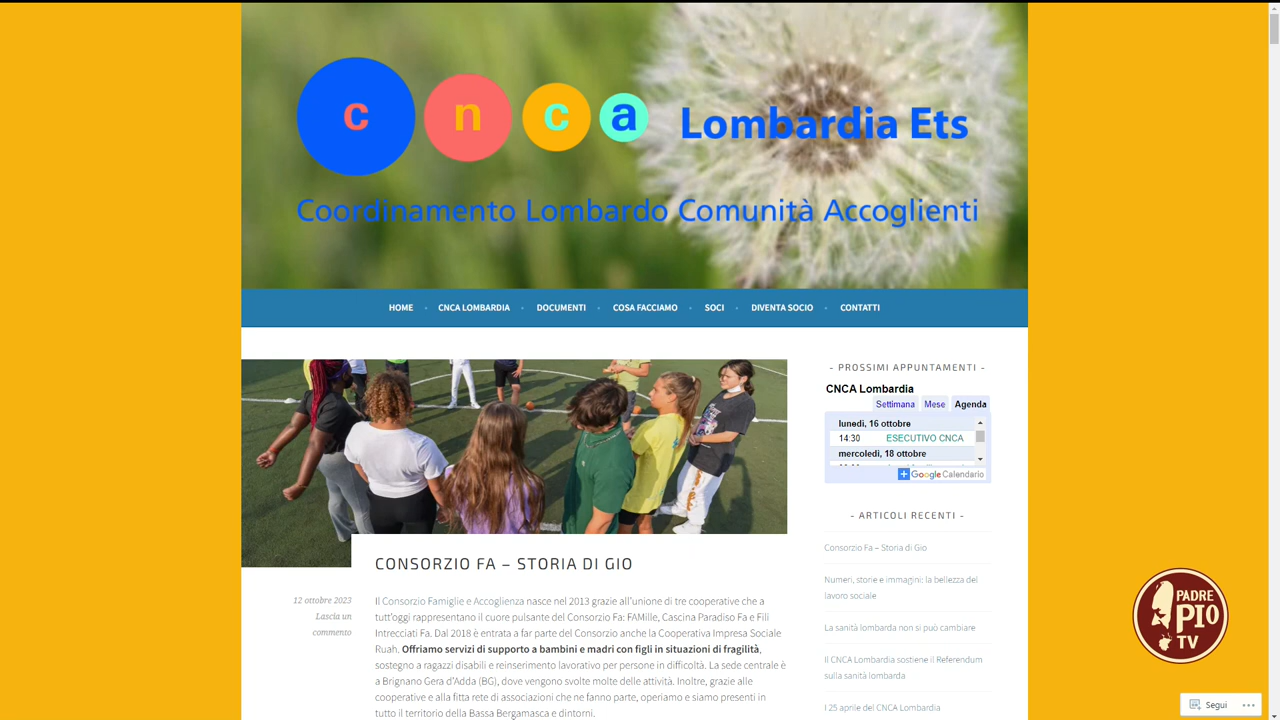 c n c a Lombardia Ets
Coordinamento Lombardo Comunità Accoglienti
HOME CNCA LOMBARDIA DOCUMENTI COSA FACCIAMO SOCI DIVENTA SOCIO CONTATTI
CONSORZIO FA – STORIA DI GIO
12 ottobre 2023
Lascia un
commento
Il Consorzio Famiglie e Accoglienza nasce nel 2013 grazie all'unione di tre cooperative che a
tutt'oggi rappresentano il cuore pulsante del Consorzio Fa: FAMille, Cascina Paradiso Fa e Fili
Intrecciati Fa. Dal 2018 è entrata a far parte del Consorzio anche la Cooperativa Impresa Sociale
Ruah. Offriamo servizi di supporto a bambini e madri con figli in situazioni di fragilità,
sostegno a ragazzi disabili e reinserimento lavorativo per persone in difficoltà. La sede centrale è
a Brignano Gera d'Adda (BG), dove vengono svolte molte delle attività. Inoltre, grazie alle
cooperative e alla fitta rete di associazioni che ne fanno parte, operiamo e siamo presenti in
tutto il territorio della Bassa Bergamasca e dintorni.
- PROSSIMI APPUNTAMENTI -
CNCA Lombardia
Settimana Mese Agenda
lunedì, 16 ottobre
14:30 ESECUTIVO CNCA
mercoledì, 18 ottobre
Google Calendario
- ARTICOLI RECENTI -
Consorzio Fa – Storia di Gio
Numeri, storie e immagini: la bellezza del
lavoro sociale
La sanità lombarda non si può cambiare
Il CNCA Lombardia sostiene il Referendum
sulla sanità lombarda
I 25 aprile del CNCA Lombardia
PADRE
PIO
TV
Segui